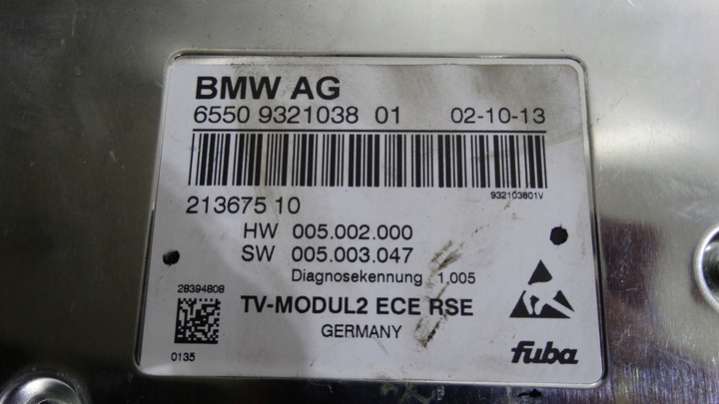 BMW AG
6550 9321038 01 02-10-13
932103801V
213675 10
HW 005.002.000
SW 005.003.047
Diagnosekennung 1,005
28394808
TV-MODUL2 ECE RSE
GERMANY
0135
fuba